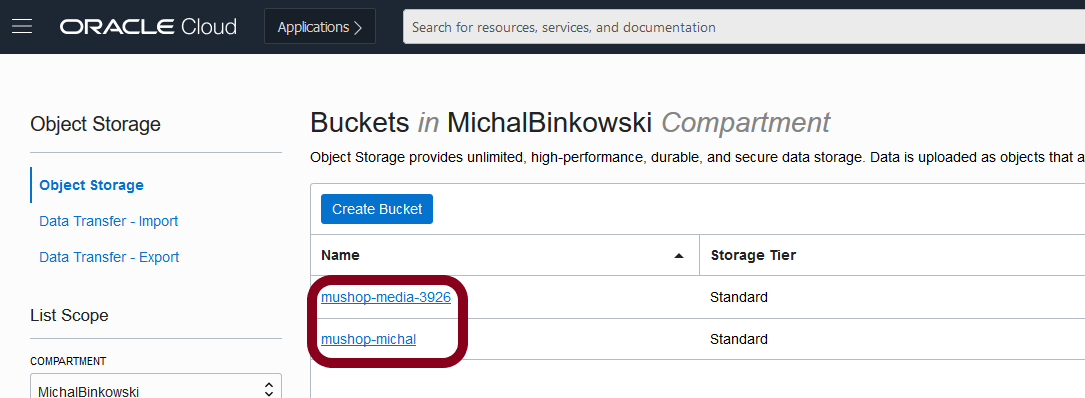 ORACLE Cloud
Applications
Search for resources, services, and documentation
Object Storage
Object Storage
Data Transfer - Import
Data Transfer - Export
List Scope
COMPARTMENT
MichalBinkowski
Buckets in MichalBinkowski Compartment
Object Storage provides unlimited, high-performance, durable, and secure data storage. Data is uploaded as objects that a
Create Bucket
Name Storage Tier
mushop-media-3926 Standard
mushop-michal Standard